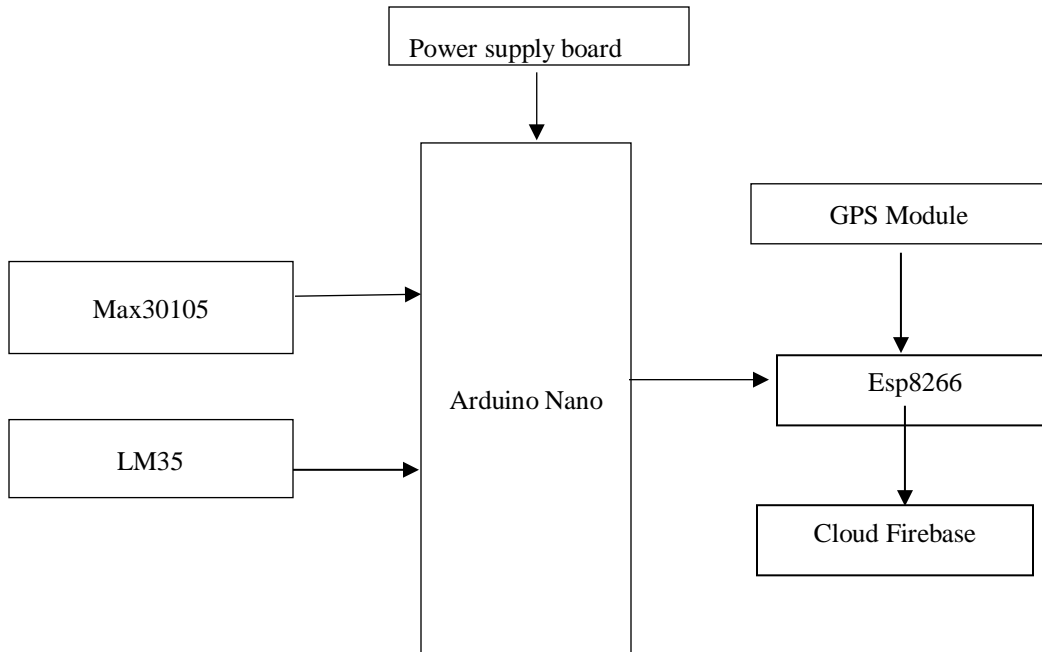 Power supply board
GPS Module
Max30105
Esp8266
Arduino Nano
LM35
Cloud Firebase